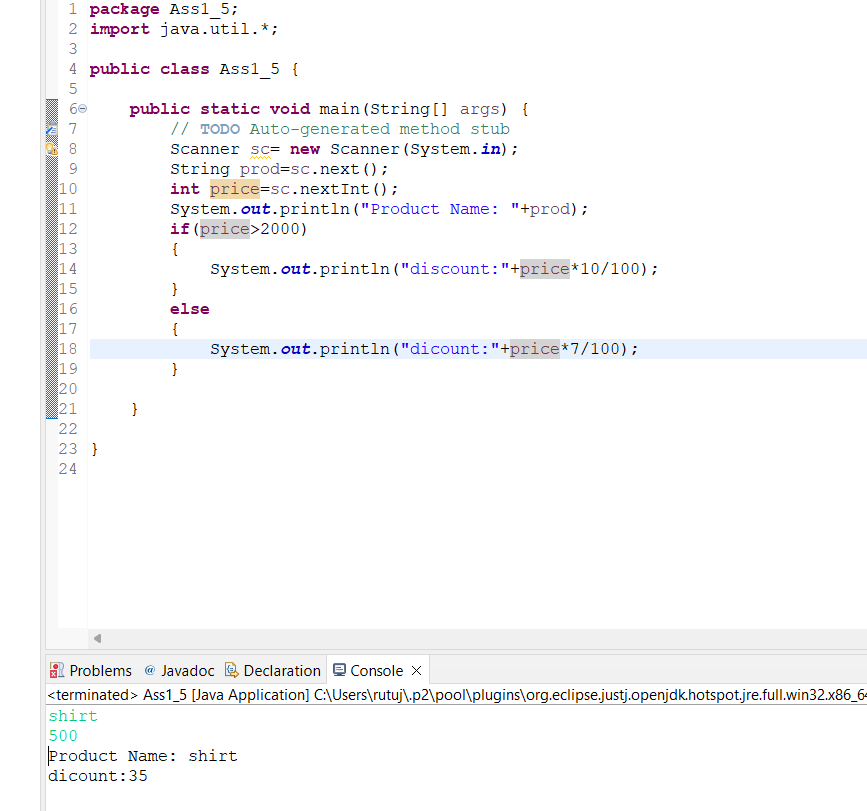 1 package Ass1_5;
2 import java.util.*;
3
4 public class Ass1_5 {
5
6 public static void main(String[] args) {
7 // TODO Auto-generated method stub
8 Scanner sc= new Scanner(System.in);
9 String prod=sc.next();
10 int price=sc.nextInt();
11 System.out.println("Product Name: "+prod);
12 if(price>2000)
13 {
14 System.out.println("discount:"+price*10/100);
15 }
16 else
17 {
18 System.out.println("dicount:"+price*7/100);
19 }
20
21 }
22
23 }
24
Problems @ Javadoc Declaration Console
<terminated> Ass1_5 [Java Application] C:\Users\rutuj\.p2\pool\plugins\org.eclipse.justj.openjdk.hotspot.jre.full.win32.x86_64
shirt
500
Product Name: shirt
dicount:35